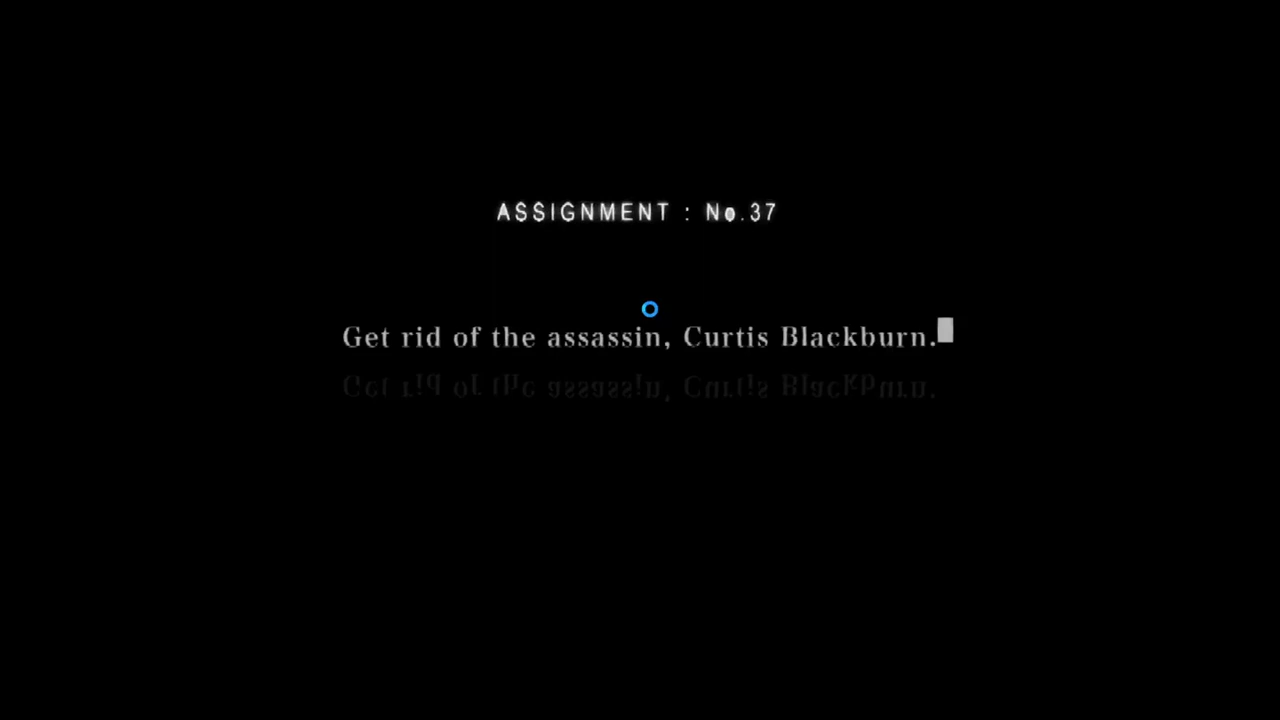 ASSIGNMENT : No.37
Get rid of the assassin, Curtis Blackburn.